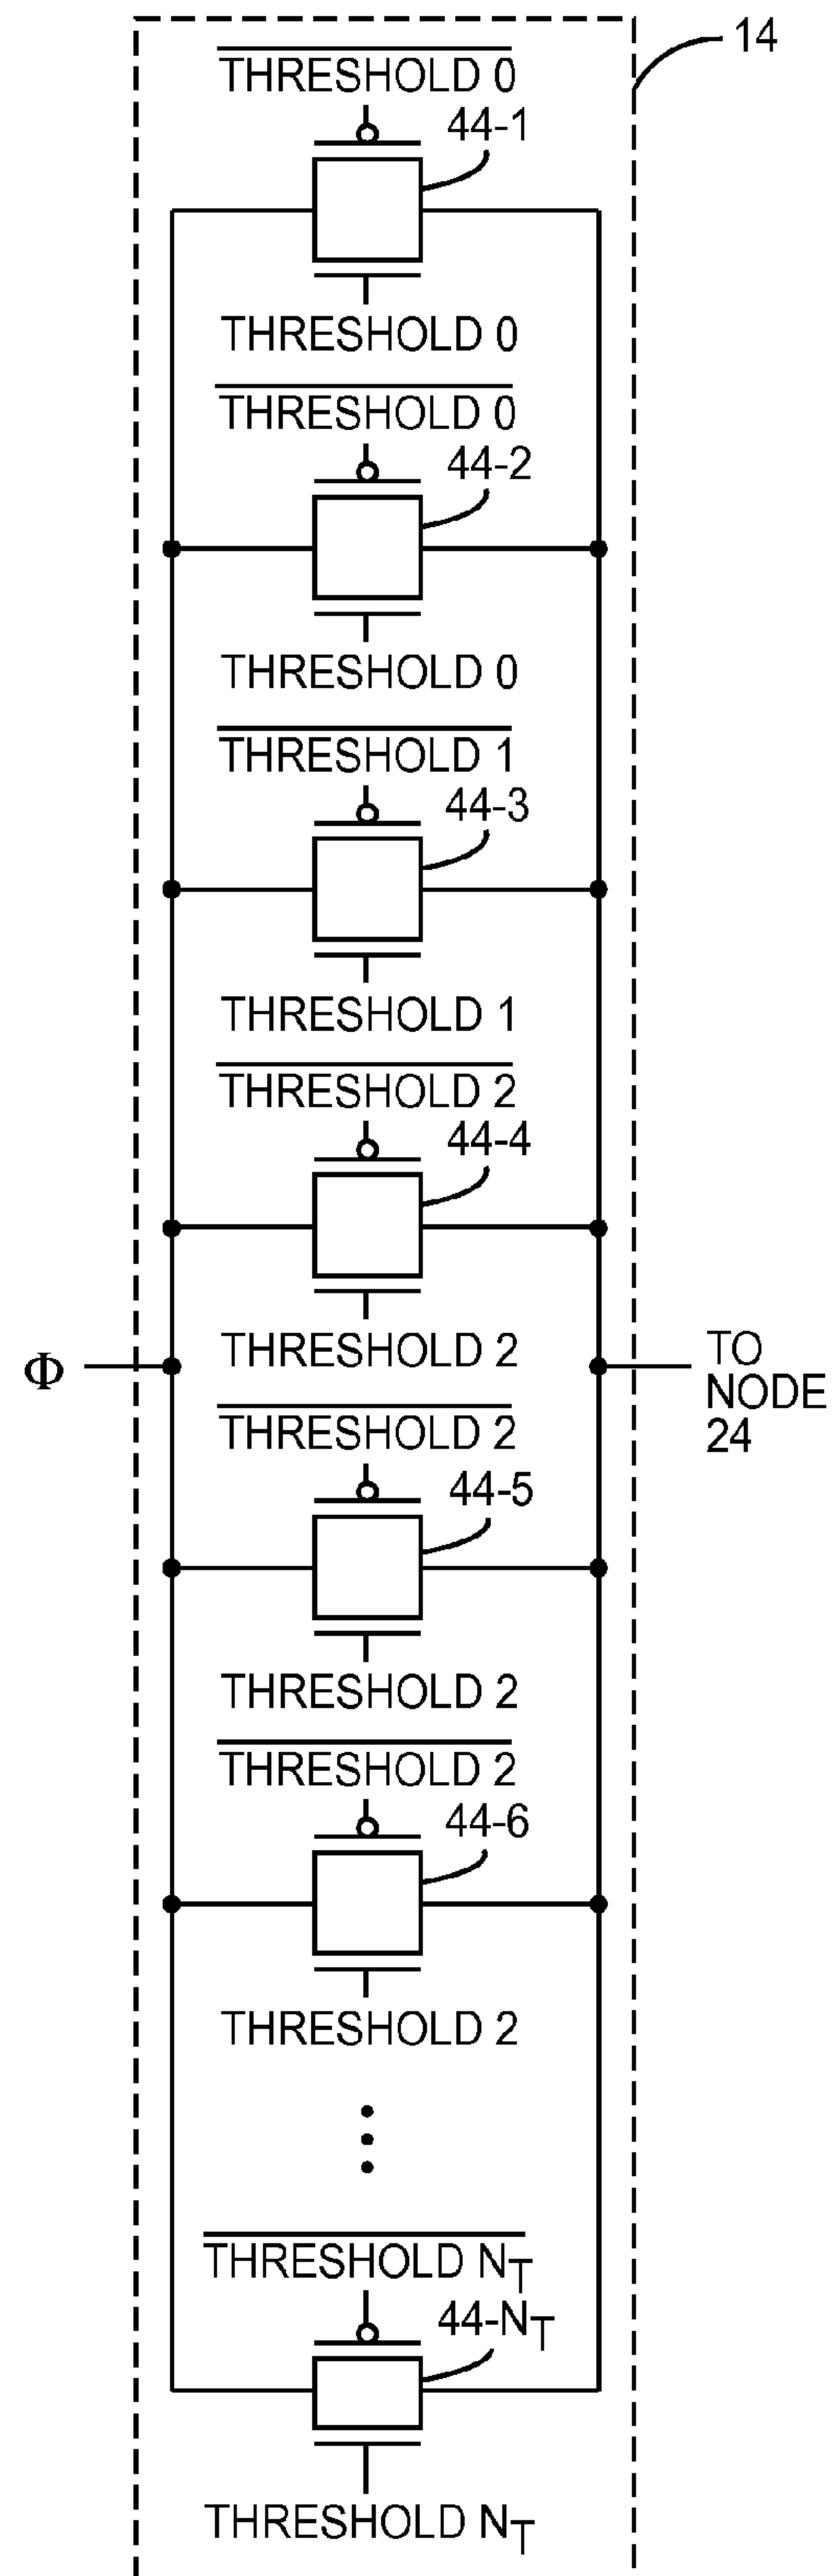 14
THRESHOLD 0
44-1
THRESHOLD 0
THRESHOLD 0
44-2
THRESHOLD 0
THRESHOLD 1
44-3
THRESHOLD 1
THRESHOLD 2
44-4
THRESHOLD 2
Φ
TO
NODE
24
THRESHOLD 2
44-5
THRESHOLD 2
THRESHOLD 2
44-6
THRESHOLD 2
THRESHOLD NT
44-NT
THRESHOLD NT